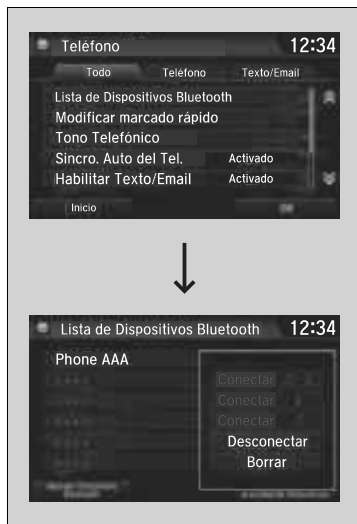 Teléfono 12:34
Todo Teléfono Texto/Email
Lista de Dispositivos Bluetooth
Modificar marcado rápido
Tono Telefónico
Sincro. Auto del Tel. Activado
Habilitar Texto/Email Activado
Inicio
Lista de Dispositivos Bluetooth 12:34
Phone AAA
Conectar
Conectar
Conectar
Desconectar
Borrar